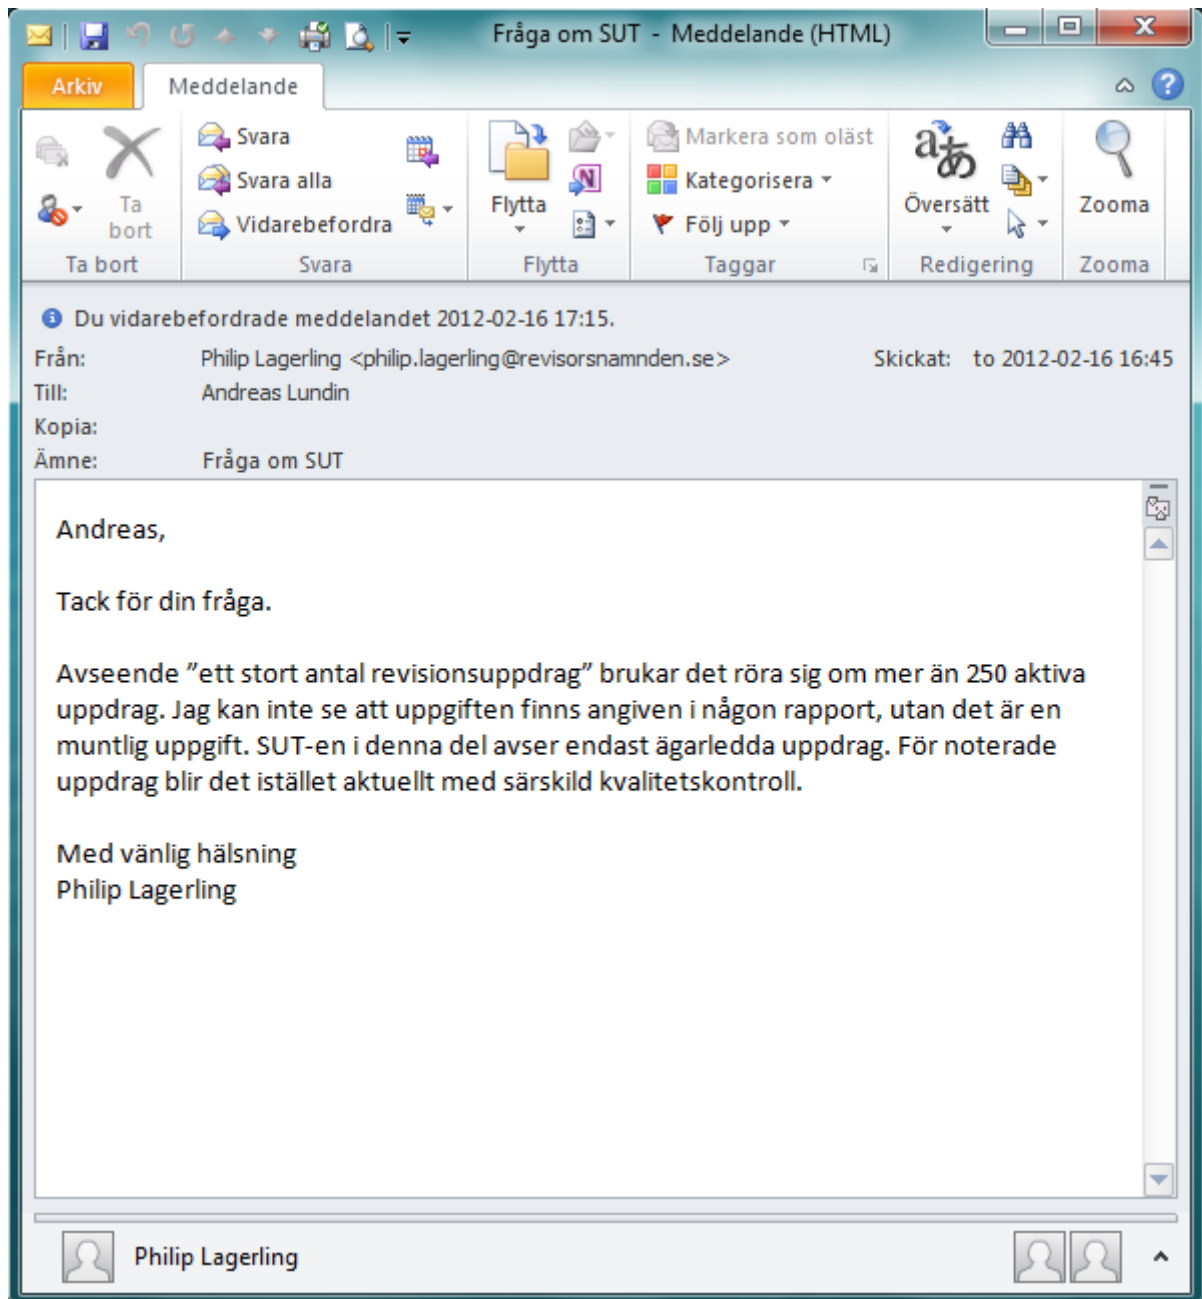 Fråga om SUT - Meddelande (HTML)
Arkiv Meddelande
Svara
Svara alla
Vidarebefordra
Ta bort
Flytta
Markera som oläst
Kategorisera
Följ upp
Översätt
Zooma
Ta bort Svara Flytta Taggar Redigering Zooma
Du vidarebefordrade meddelandet 2012-02-16 17:15.
Från: Philip Lagerling <philip.lagerling@revisorsnamnden.se> Skickat: to 2012-02-16 16:45
Till: Andreas Lundin
Kopia:
Ämne: Fråga om SUT
Andreas,
Tack för din fråga.
Avseende ”ett stort antal revisionsuppdrag” brukar det röra sig om mer än 250 aktiva
uppdrag. Jag kan inte se att uppgiften finns angiven i någon rapport, utan det är en
muntlig uppgift. SUT-en i denna del avser endast ägarledda uppdrag. För noterade
uppdrag blir det istället aktuellt med särskild kvalitetskontroll.
Med vänlig hälsning
Philip Lagerling
Philip Lagerling